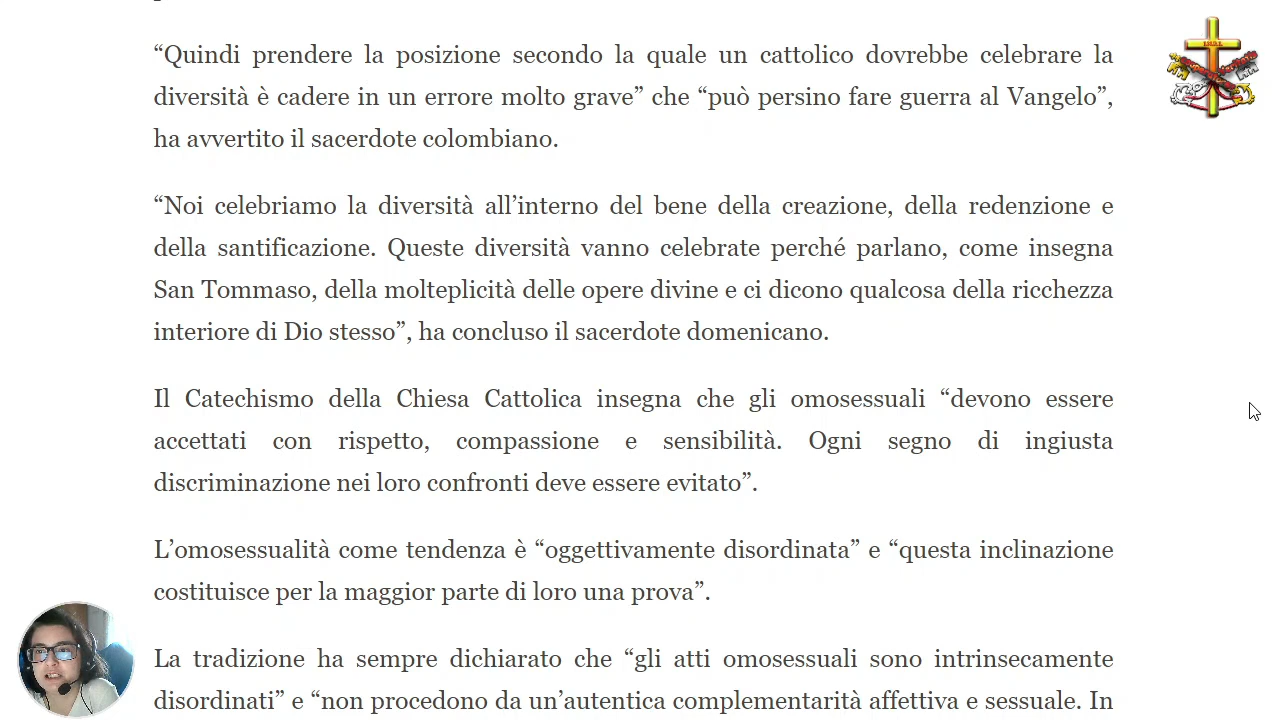 “Quindi prendere la posizione secondo la quale un cattolico dovrebbe celebrare la
diversità è cadere in un errore molto grave” che “può persino fare guerra al Vangelo”,
ha avvertito il sacerdote colombiano.
“Noi celebriamo la diversità all’interno del bene della creazione, della redenzione e
della santificazione. Queste diversità vanno celebrate perché parlano, come insegna
San Tommaso, della molteplicità delle opere divine e ci dicono qualcosa della ricchezza
interiore di Dio stesso”, ha concluso il sacerdote domenicano.
Il Catechismo della Chiesa Cattolica insegna che gli omosessuali “devono essere
accettati con rispetto, compassione e sensibilità. Ogni segno di ingiusta
discriminazione nei loro confronti deve essere evitato”.
L’omosessualità come tendenza è “oggettivamente disordinata” e “questa inclinazione
costituisce per la maggior parte di loro una prova”.
La tradizione ha sempre dichiarato che “gli atti omosessuali sono intrinsecamente
disordinati” e “non procedono da un’autentica complementarità affettiva e sessuale. In